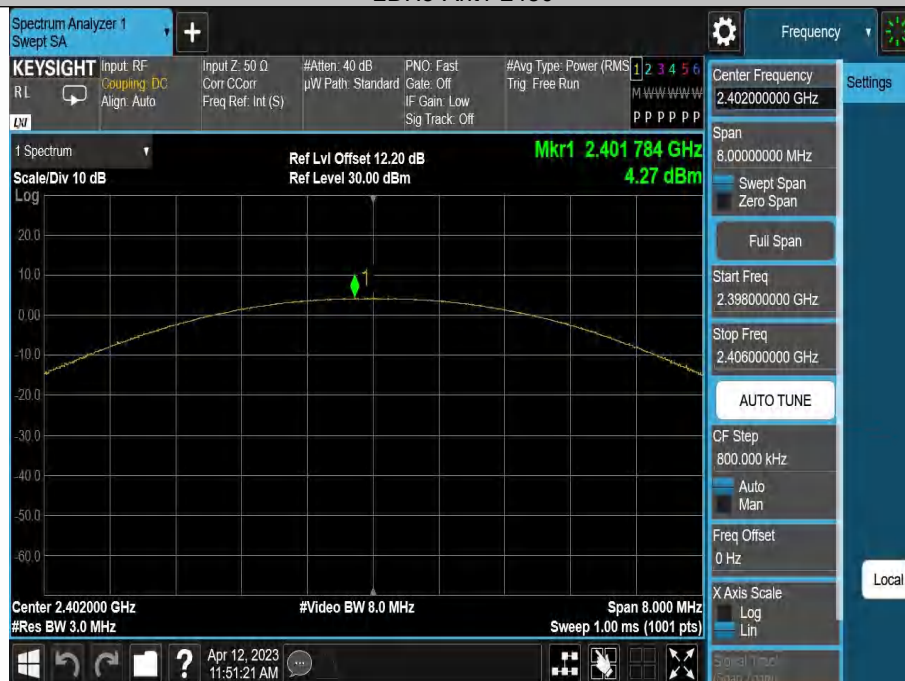 Spectrum Analyzer 1
Swept SA
Frequency
KEYSIGHT
RL
LXI
Input: RF
Coupling: DC
Align: Auto
Input Z: 50 Ω
Corr CCorr
Freq Ref: Int (S)
#Atten: 40 dB
µW Path: Standard
PNO: Fast
Gate: Off
IF Gain: Low
Sig Track: Off
#Avg Type: Power (RMS
Trig: Free Run
1 2 3 4 5 6
M W W W W W
P P P P P P
1 Spectrum
Scale/Div 10 dB
Log
Ref Lvl Offset 12.20 dB
Ref Level 30.00 dBm
Mkr1 2.401 784 GHz
4.27 dBm
20.0
10.0
0.00
-10.0
-20.0
-30.0
-40.0
-50.0
-60.0
1
Center 2.402000 GHz
#Res BW 3.0 MHz
#Video BW 8.0 MHz
Span 8.000 MHz
Sweep 1.00 ms (1001 pts)
Center Frequency
2.402000000 GHz
Settings
Span
8.00000000 MHz
Swept Span
Zero Span
Full Span
Start Freq
2.398000000 GHz
Stop Freq
2.406000000 GHz
AUTO TUNE
CF Step
800.000 kHz
Auto
Man
Freq Offset
0 Hz
Local
X Axis Scale
Log
Lin
Apr 12, 2023
11:51:21 AM